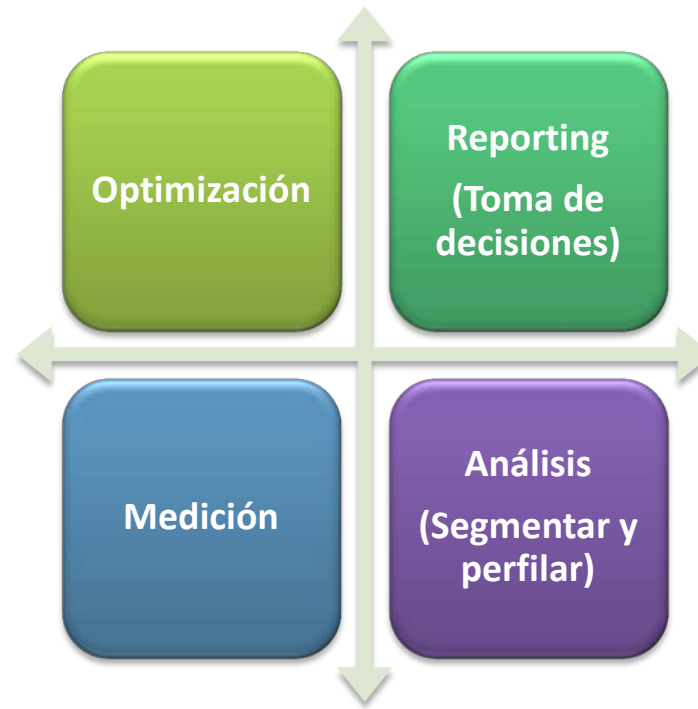 Optimización
Reporting
(Toma de
decisiones)
Medición
Análisis
(Segmentar y
perfilar)